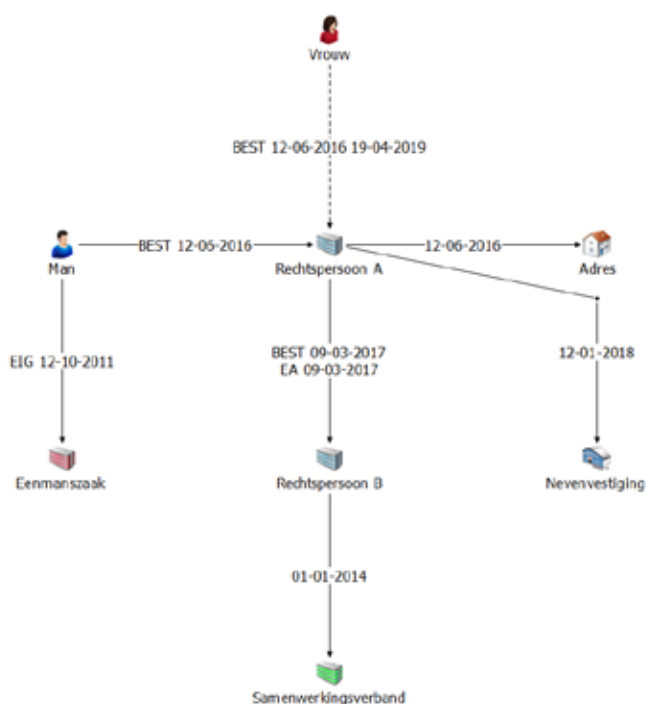 Vrouw
BEST 12-06-2016 19-04-2019
Man
BEST 12-05-2016
Rechtspersoon A
12-06-2016
Adres
EIG 12-10-2011
BEST 09-03-2017
EA 09-03-2017
12-01-2018
Eenmanszaak
Rechtspersoon B
Nevenvestiging
01-01-2014
Samenwerkingsverband